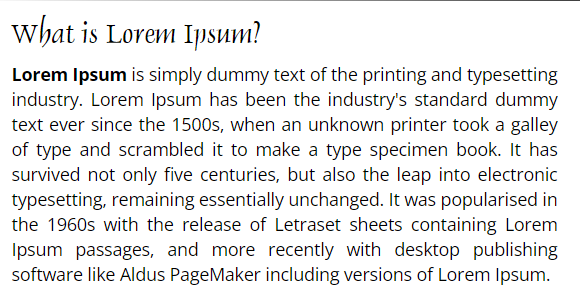 What is Lorem Ipsum?
Lorem Ipsum is simply dummy text of the printing and typesetting
industry. Lorem Ipsum has been the industry's standard dummy
text ever since the 1500s, when an unknown printer took a galley
of type and scrambled it to make a type specimen book. It has
survived not only five centuries, but also the leap into electronic
typesetting, remaining essentially unchanged. It was popularised in
the 1960s with the release of Letraset sheets containing Lorem
Ipsum passages, and more recently with desktop publishing
software like Aldus PageMaker including versions of Lorem Ipsum.